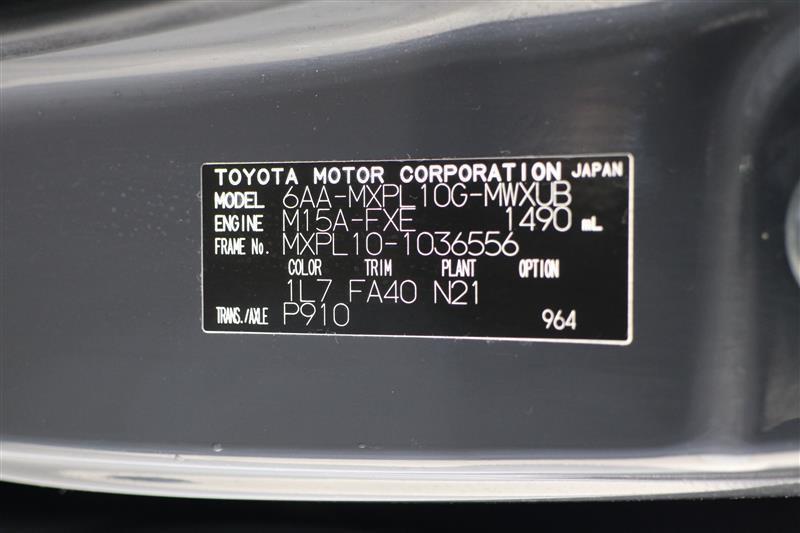 TOYOTA MOTOR CORPORATION JAPAN
MODEL 6AA-MXPL10G-MWXUB
ENGINE M15A-FXE 1490 mL
FRAME No. MXPL10-1036556
COLOR TRIM PLANT OPTION
1L7 FA40 N21
TRANS./AXLE P910 964